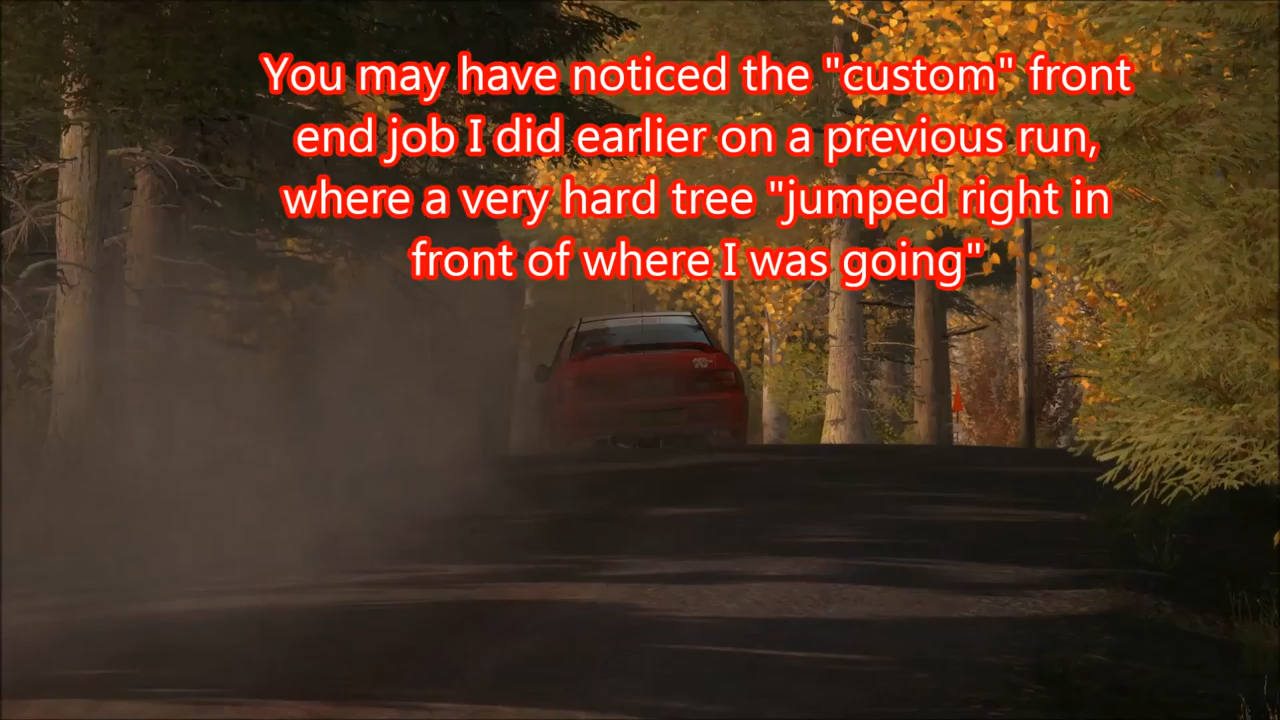 You may have noticed the "custom" front
end job I did earlier on a previous run,
where a very hard tree "jumped right in
front of where I was going"